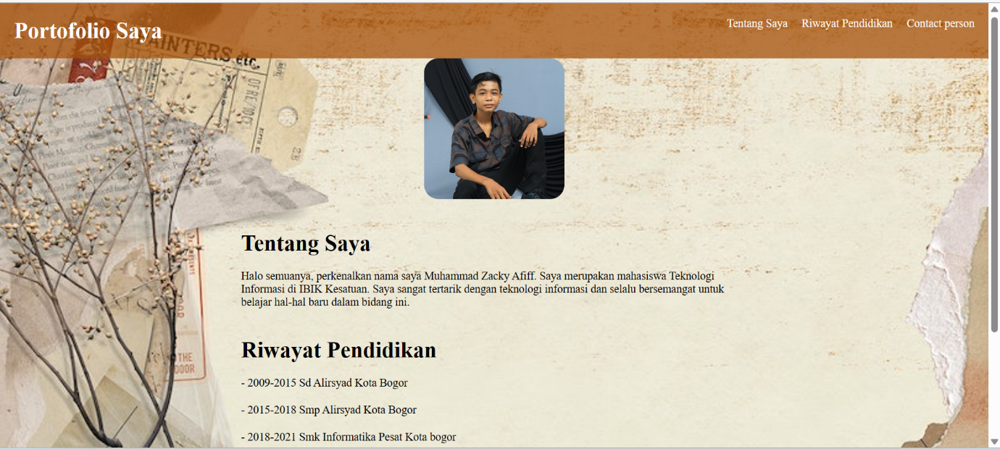 Portofolio Saya
Tentang Saya Riwayat Pendidikan Contact person
PAINTERS etc.
Tentang Saya
Halo semuanya, perkenalkan nama saya Muhammad Zacky Afiff. Saya merupakan mahasiswa Teknologi
Informasi di IBIK Kesatuan. Saya sangat tertarik dengan teknologi informasi dan selalu bersemangat untuk
belajar hal-hal baru dalam bidang ini.
Riwayat Pendidikan
- 2009-2015 Sd Alirsyad Kota Bogor
- 2015-2018 Smp Alirsyad Kota Bogor
- 2018-2021 Smk Informatika Pesat Kota bogor